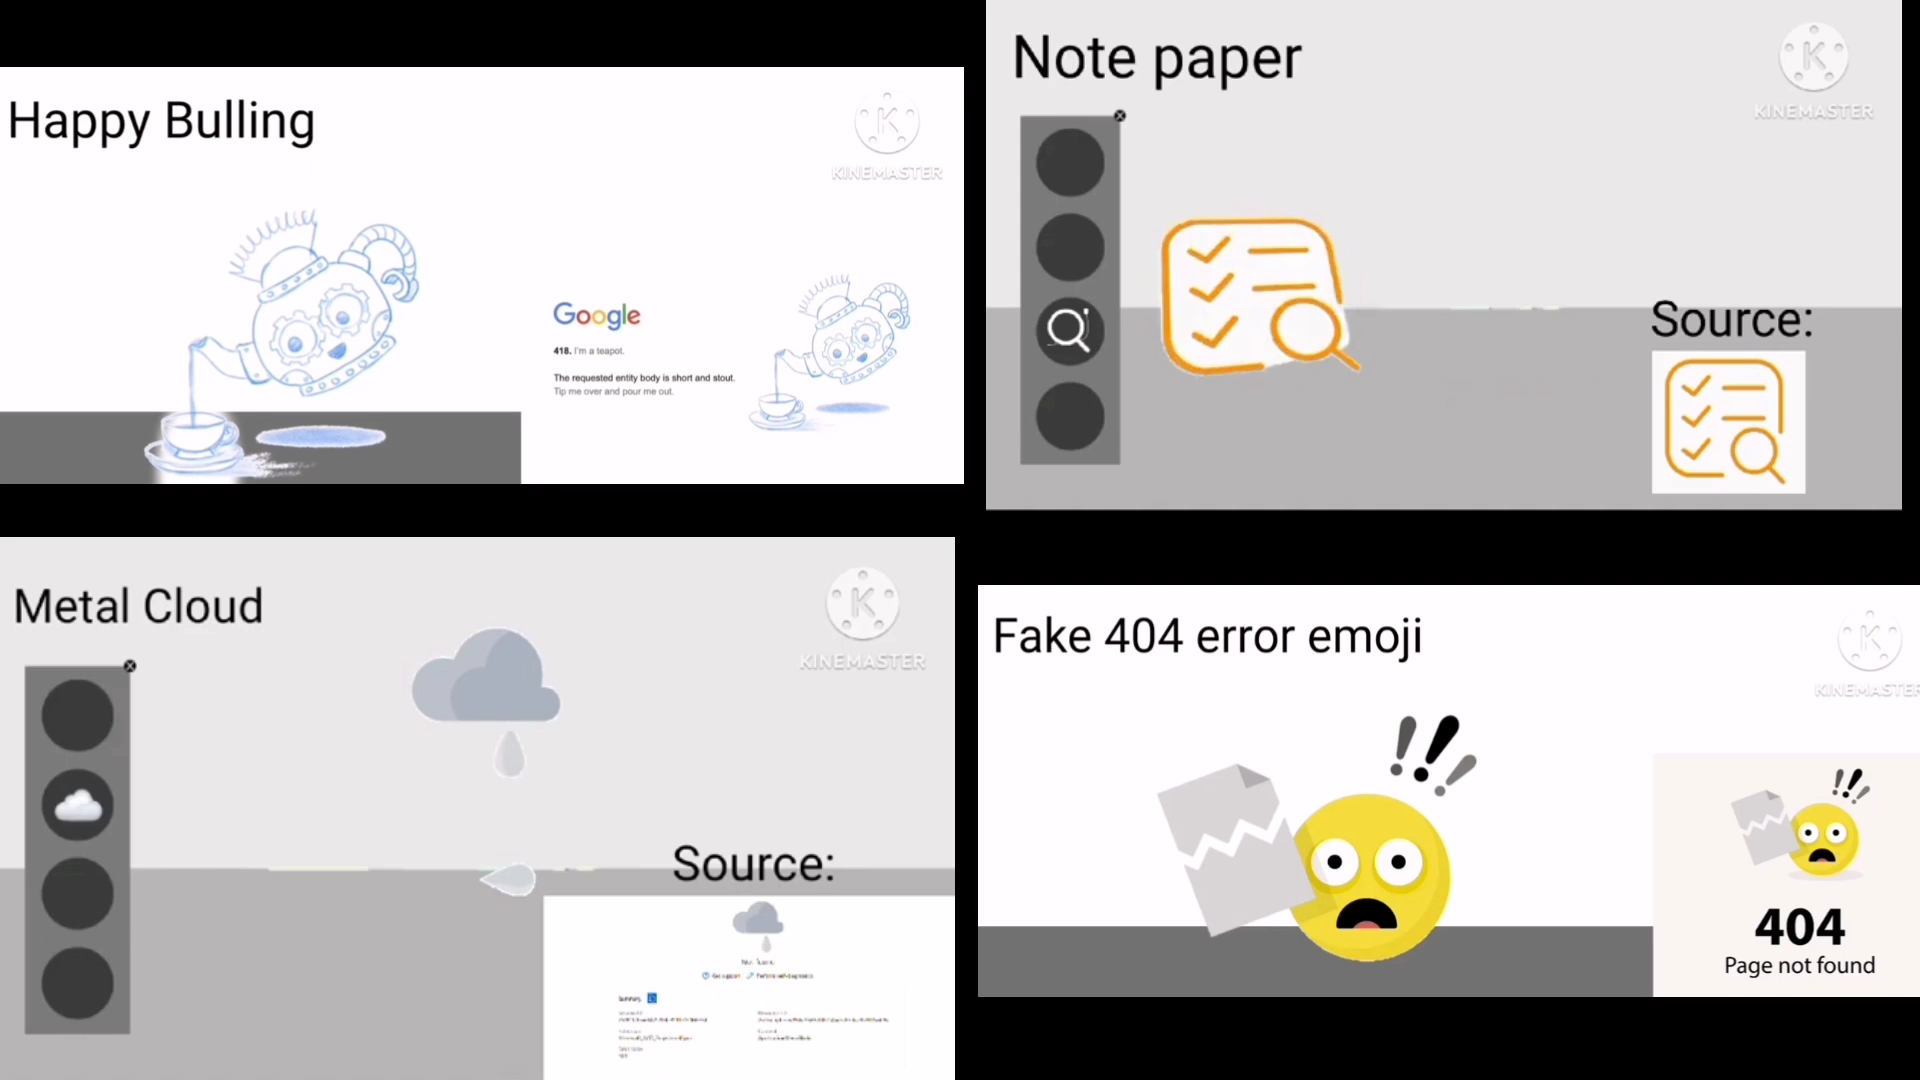 Happy Bulling
KINEMASTER
Google
418. I'm a teapot.
The requested entity body is short and stout.
Tip me over and pour me out.
Note paper
KINEMASTER
Source:
Metal Cloud
KINEMASTER
Source:
Summary
Fake 404 error emoji
KINEMASTER
404
Page not found